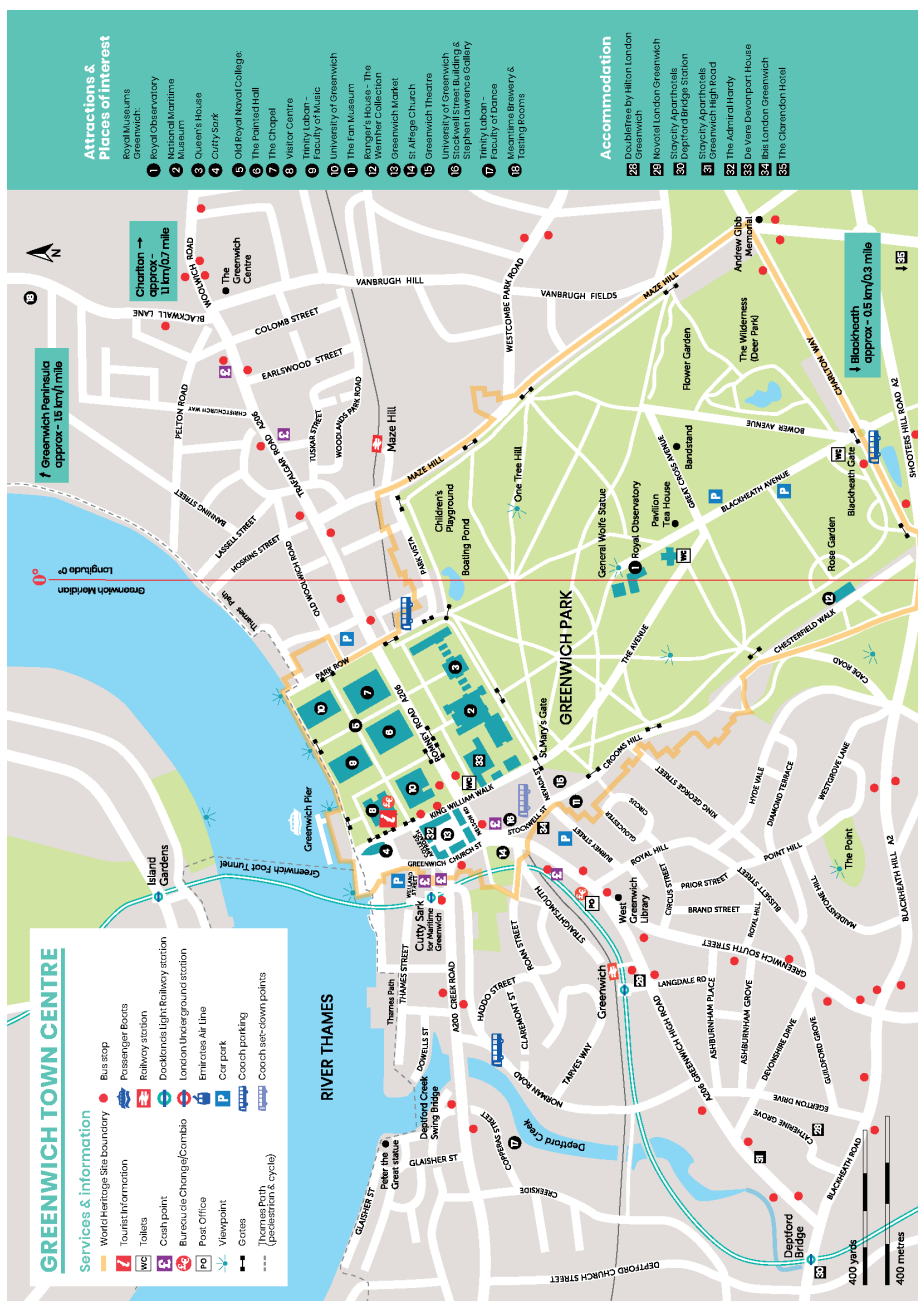 GREENWICH TOWN CENTRE
Services & information
World Heritage Site boundary
Tourist Information
Toilets
Cash point
Bureau de Change/Cambio
Post Office
Viewpoint
Gates
Thames Path
(pedestrian & cycle)
Bus stop
Passenger Boats
Railway station
Docklands Light Railway station
London Underground station
Emirates Air Line
Car park
Coach parking
Coach set-down points
Attractions &
Places of interest
Royal Museums
Greenwich:
1 Royal Observatory
2 National Maritime
Museum
3 Queen's House
4 Cutty Sark
5 Old Royal Naval College:
6 The Painted Hall
7 The Chapel
8 Visitor Centre
9 Trinity Laban -
Faculty of Music
10 University of Greenwich
11 The Fan Museum
12 Ranger's House - The
Wernher Collection
13 Greenwich Market
14 St Alfege Church
15 Greenwich Theatre
16 University of Greenwich
Stockwell Street Building &
Stephen Lawrence Gallery
17 Trinity Laban -
Faculty of Dance
18 Meantime Brewery &
Tasting Rooms
Accommodation
28 DoubleTree by Hilton London
Greenwich
29 Novotel London Greenwich
30 Staycity Aparthotels
Deptford Bridge Station
31 Staycity Aparthotels
Greenwich High Road
32 The Admiral Hardy
33 De Vere Devonport House
34 Ibis London Greenwich
35 The Clarendon Hotel
N
↑ Greenwich Peninsula
approx - 1.5 km/1 mile
Charlton →
approx -
1.1 km/0.7 mile
↓ Blackheath
approx - 0.5 km/0.3 mile
↓ 35
0°
Longitude 0°
Greenwich Meridian
RIVER THAMES
Island
Gardens
Greenwich Foot Tunnel
Greenwich Pier
Thames Path
Thames Path
THAMES STREET
Cutty Sark
for Maritime
Greenwich
WELLAND
STREET
GREENWICH
CHURCH ST
NELSON RD
KING WILLIAM WALK
ROMNEY ROAD A206
PARK ROW
OLD WOOLWICH ROAD
HOSKINS STREET
LASSELL STREET
BANNING STREET
TRAFALGAR ROAD A206
PELTON ROAD
CHRISTCHURCH WAY
TUSKAR STREET
WOODLANDS PARK ROAD
EARLSWOOD STREET
COLOMB STREET
BLACKWALL LANE
WOOLWICH ROAD
The
Greenwich
Centre
VANBRUGH HILL
VANBRUGH FIELDS
WESTCOMBE PARK ROAD
Maze Hill
MAZE HILL
MAZE HILL
PARK VISTA
Children's
Playground
Boating Pond
One Tree Hill
GREENWICH PARK
General Wolfe Statue
Royal Observatory
Pavilion
Tea House
GREAT CROSS AVENUE
Bandstand
Flower Garden
The Wilderness
(Deer Park)
Andrew Gibb
Memorial
CHARLTON WAY
BOWER AVENUE
BLACKHEATH AVENUE
Blackheath Gate
Rose Garden
SHOOTERS HILL ROAD A2
THE AVENUE
St.Mary's Gate
CHESTERFIELD WALK
CADE ROAD
CROOMS HILL
NEVADA ST
STOCKWELL ST
BURNEY STREET
GLOUCESTER
CIRCUS
KING GEORGE STREET
HYDE VALE
DIAMOND TERRACE
WESTGROVE LANE
POINT HILL
The Point
MAIDENSTONE HILL
BLACKHEATH HILL A2
BLISSETT STREET
ROYAL HILL
ROYAL HILL
PRIOR STREET
BRAND STREET
CIRCUS STREET
West
Greenwich
Library
GREENWICH SOUTH STREET
STRAIGHTSMOUTH
ROAN STREET
Greenwich
LANGDALE RD
ASHBURNHAM PLACE
ASHBURNHAM GROVE
DEVONSHIRE DRIVE
GUILDFORD GROVE
EGERTON DRIVE
CATHERINE GROVE
A206 GREENWICH HIGH ROAD
BLACKHEATH ROAD
A200 CREEK ROAD
HADDO STREET
CLAREMONT ST
TARVES WAY
NORMAN ROAD
DOWELLS ST
Deptford Creek
Swing Bridge
Deptford Creek
COPPERAS STREET
CREEKSIDE
GLAISHER ST
GLAISHER ST
Peter the
Great statue
DEPTFORD CHURCH STREET
Deptford
Bridge
400 yards
400 metres